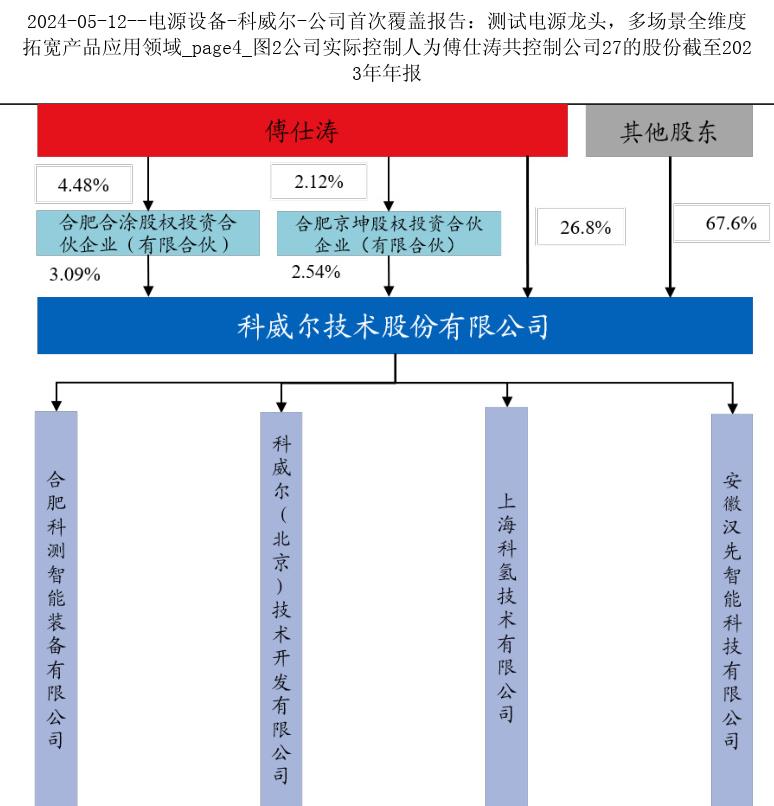 2024-05-12--电源设备-科威尔-公司首次覆盖报告：测试电源龙头，多场景全维度
拓宽产品应用领域_page4_图2公司实际控制人为傅仕涛共控制公司27的股份截至202
3年年报
傅仕涛
其他股东
4.48%
2.12%
26.8%
67.6%
合肥合涂股权投资合
伙企业（有限合伙）
合肥京坤股权投资合伙
企业（有限合伙）
3.09%
2.54%
科威尔技术股份有限公司
合肥科测智能装备有限公司
科威尔（北京）技术开发有限公司
上海科氢技术有限公司
安徽汉先智能科技有限公司